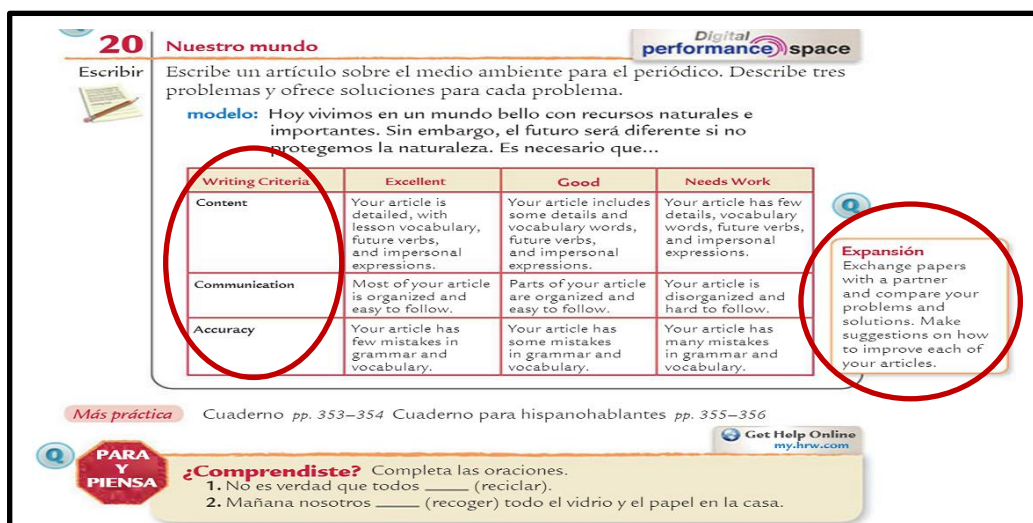 Q
20 Nuestro mundo
Digital
performance space
Escribir
Escribe un artículo sobre el medio ambiente para el periódico. Describe tres
problemas y ofrece soluciones para cada problema.
modelo: Hoy vivimos en un mundo bello con recursos naturales e
importantes. Sin embargo, el futuro será diferente si no
protegemos la naturaleza. Es necesario que...
Writing Criteria Excellent Good Needs Work
Content
Your article is
detailed, with
lesson vocabulary,
future verbs,
and impersonal
expressions.
Your article includes
some details and
vocabulary words,
future verbs,
and impersonal
expressions.
Your article has few
details, vocabulary
words, future verbs,
and impersonal
expressions.
Communication
Most of your article
is organized and
easy to follow.
Parts of your article
are organized and
easy to follow.
Your article is
disorganized and
hard to follow.
Accuracy
Your article has
few mistakes in
grammar and
vocabulary.
Your article has
some mistakes
in grammar and
vocabulary.
Your article has
many mistakes
in grammar and
vocabulary.
Q
Expansión
Exchange papers
with a partner
and compare your
problems and
solutions. Make
suggestions on how
to improve each of
your articles.
Más práctica Cuaderno pp. 353–354 Cuaderno para hispanohablantes pp. 355–356
Get Help Online
my.hrw.com
Q
PARA
Y
PIENSA
¿Comprendiste? Completa las oraciones.
1. No es verdad que todos ____ (reciclar).
2. Mañana nosotros ____ (recoger) todo el vidrio y el papel en la casa.